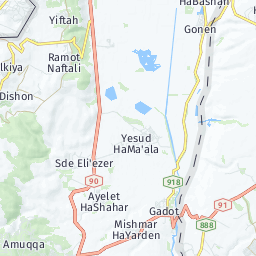 HaBashan
Yiftah
Gonen
Ramot
Naftali
lkiya
Dishon
Yesud
HaMa'ala
Sde Eli'ezer
90
918
Ayelet
HaShahar
Gadot
91
Mishmar
HaYarden
888
Amuqqa